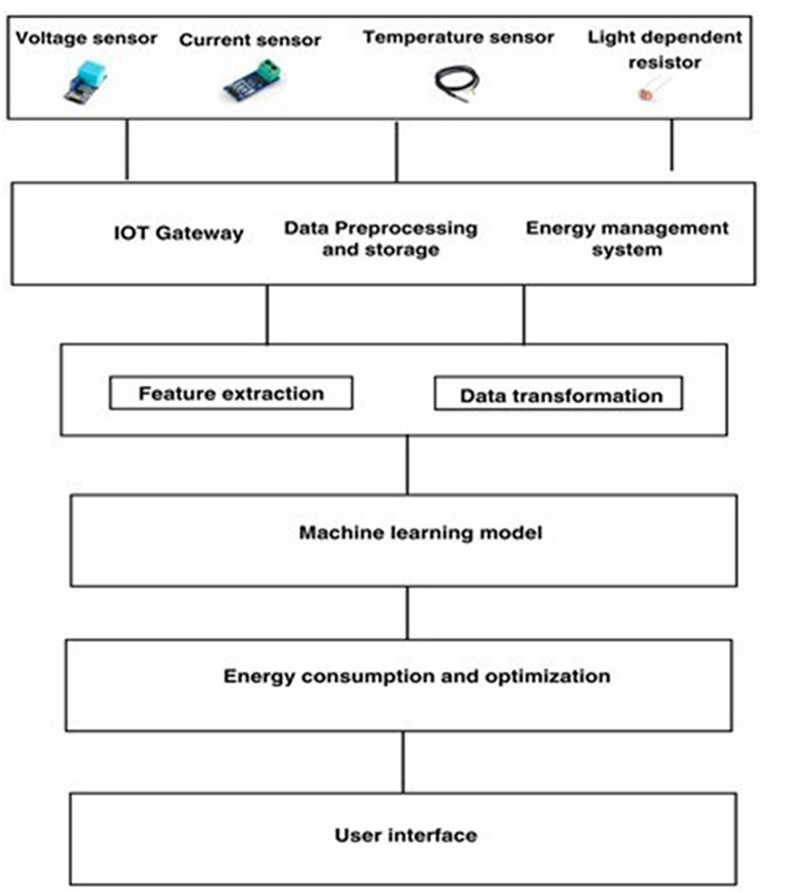 Voltage sensor
Current sensor
Temperature sensor
Light dependent
resistor
IOT Gateway
Data Preprocessing
and storage
Energy management
system
Feature extraction
Data transformation
Machine learning model
Energy consumption and optimization
User interface